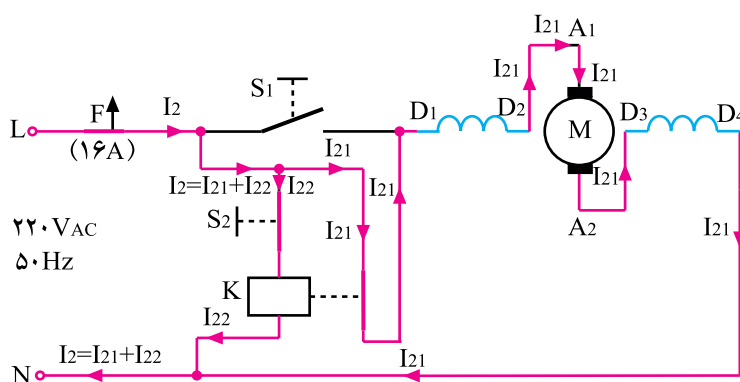 I21 A1
I21 I21
S1
F I2
D1 D2 M D3 D4
L
(۱۶A)
I21
I2=I21+I22 I22 I21 I21
S2
I21 A2 I21
۲۲۰VAC
۵۰Hz
K
I22
I2=I21+I22 I21
N